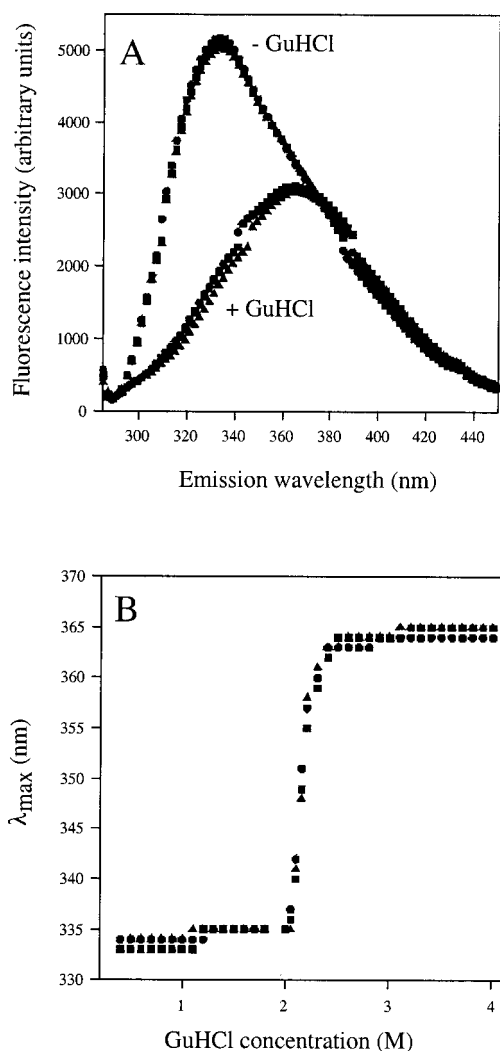 A
- GuHCl
+ GuHCl
Fluorescence intensity (arbitrary units)
5000
4000
3000
2000
1000
0
300 320 340 360 380 400 420 440
Emission wavelength (nm)
B
λmax (nm)
370
365
360
355
350
345
340
335
330
1 2 3 4
GuHCl concentration (M)